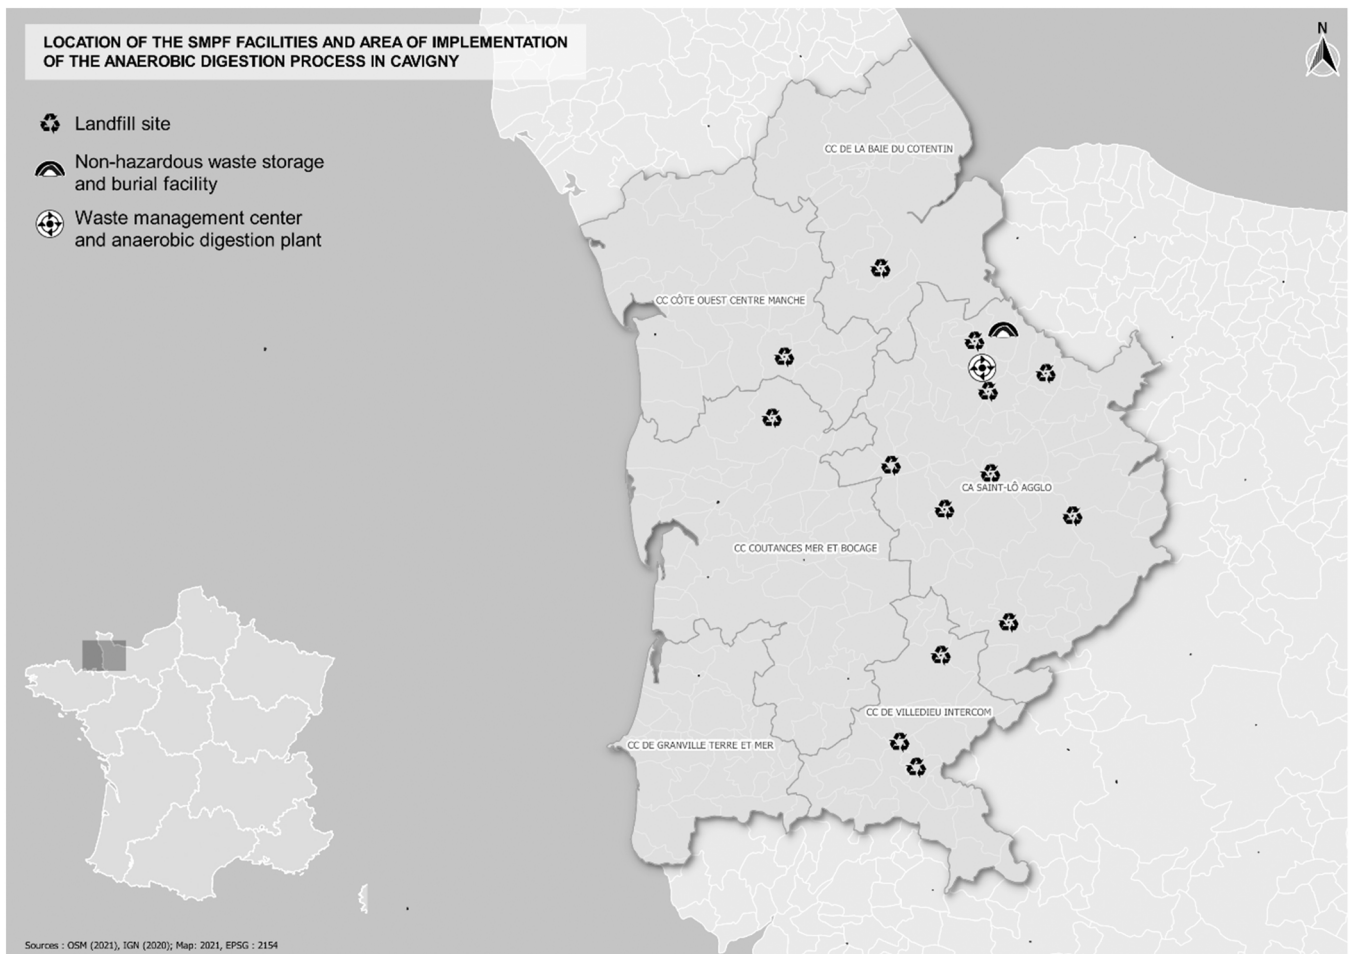 LOCATION OF THE SMPF FACILITIES AND AREA OF IMPLEMENTATION
OF THE ANAEROBIC DIGESTION PROCESS IN CAVIGNY
N
Landfill site
Non-hazardous waste storage
and burial facility
Waste management center
and anaerobic digestion plant
CC DE LA BAIE DU COTENTIN
CC CÔTE OUEST CENTRE MANCHE
CA SAINT-LÔ AGGLO
CC COUTANCES MER ET BOCAGE
CC DE VILLEDIEU INTERCOM
CC DE GRANVILLE TERRE ET MER
Sources : OSM (2021), IGN (2020); Map: 2021, EPSG : 2154